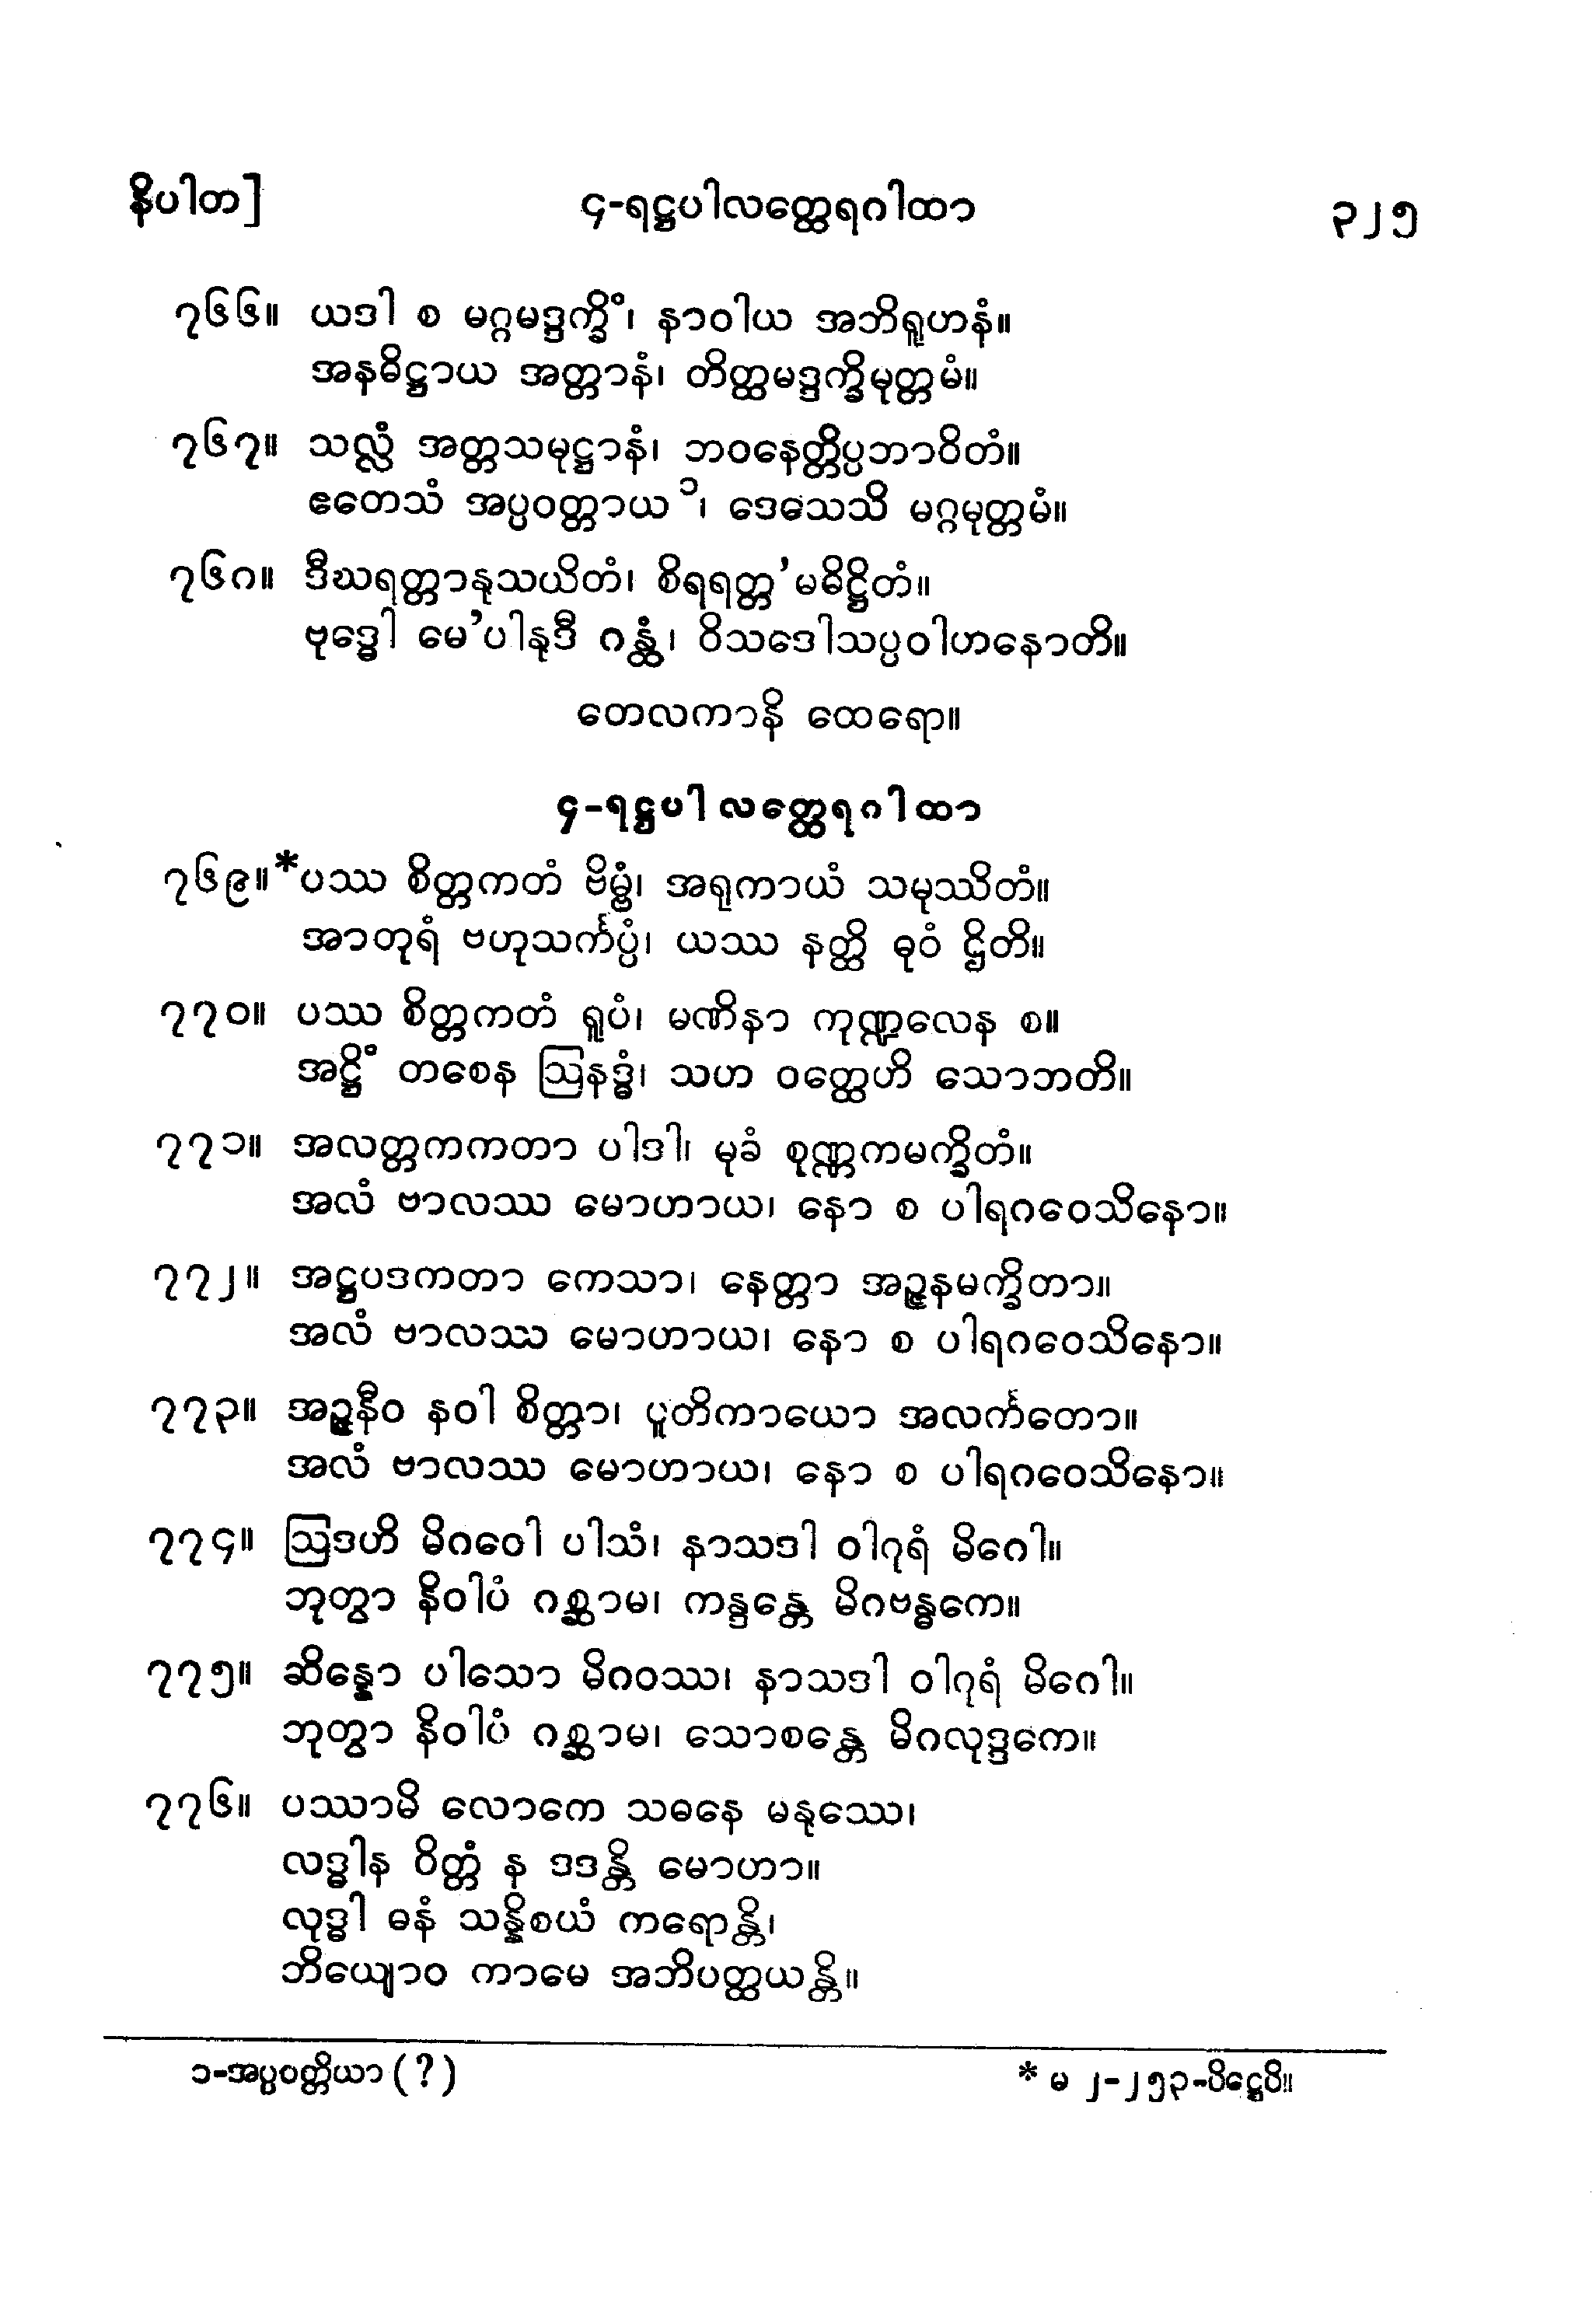 နိပါတ]
၄-ရဋ္ဌပါလတ္ထေရဂါထာ
၃၂၅
၇၆၆။ ယဒါ စ မဂ္ဂမဒ္ဒက္ခိံ၊ နာဝါယ အဘိရူဟနံ။
အနဓိဋ္ဌာယ အတ္တာနံ၊ တိတ္ထမဒ္ဒက္ခိမုတ္တမံ။
၇၆၇။ သလ္လံ အတ္တသမုဋ္ဌာနံ၊ ဘဝနေတ္တိပ္ပဘာဝိတံ။
ဧတေသံ အပ္ပဝတ္တာယ ၁၊ ဒေသေသိ မဂ္ဂမုတ္တမံ။
၇၆၈။ ဒီဃရတ္တာနုသယိတံ၊ စိရရတ္တ’မဓိဋ္ဌိတံ။
ဗုဒ္ဓေါ မေ’ပါနုဒီ ဂန္ထံ၊ ဝိသဒေါသပ္ပဝါဟနောတိ။
တေလကာနိ ထေရော။
၄-ရဋ္ဌပါလတ္ထေရဂါထာ
၇၆၉။*ပဿ စိတ္တကတံ ဗိမ္ဗံ၊ အရုကာယံ သမုဿိတံ။
အာတုရံ ဗဟုသင်္ကပ္ပံ၊ ယဿ နတ္ထိ ဓုဝံ ဌိတိ။
၇၇၀။ ပဿ စိတ္တကတံ ရူပံ၊ မဏိနာ ကုဏ္ဍလေန စ။
အဋ္ဌိံ တစေန ဩနဒ္ဓံ၊ သဟ ဝတ္ထေဟိ သောဘတိ။
၇၇၁။ အလတ္တကကတာ ပါဒါ၊ မုခံ စုဏ္ဏကမက္ခိတံ။
အလံ ဗာလဿ မောဟာယ၊ နော စ ပါရဂဝေသိနော။
၇၇၂။ အဋ္ဌပဒကတာ ကေသာ၊ နေတ္တာ အဉ္ဇနမက္ခိတာ။
အလံ ဗာလဿ မောဟာယ၊ နော စ ပါရဂဝေသိနော။
၇၇၃။ အဉ္ဇနီဝ နဝါ စိတ္တာ၊ ပူတိကာယော အလင်္ကတော။
အလံ ဗာလဿ မောဟာယ၊ နော စ ပါရဂဝေသိနော။
၇၇၄။ ဩဒဟိ မိဂဝေါ ပါသံ၊ နာသဒါ ဝါဂုရံ မိဂေါ။
ဘုတွာ နိဝါပံ ဂစ္ဆာမ၊ ကန္ဒန္တေ မိဂဗန္ဓကေ။
၇၇၅။ ဆိန္နော ပါသော မိဂဝဿ၊ နာသဒါ ဝါဂုရံ မိဂေါ။
ဘုတွာ နိဝါပံ ဂစ္ဆာမ၊ သောစန္တေ မိဂလုဒ္ဒကေ။
၇၇၆။ ပဿာမိ လောကေ သဓနေ မနုဿေ၊
လဒ္ဓါန ဝိတ္တံ န ဒဒန္တိ မောဟာ။
လုဒ္ဓါ ဓနံ သန္နိစယံ ကရောန္တိ၊
ဘိယျောဝ ကာမေ အဘိပတ္ထယန္တိ။
၁-အပ္ပဝတ္တိယာ (?)
* မ ၂-၂၅၃-ပိဋ္ဌေပိ။